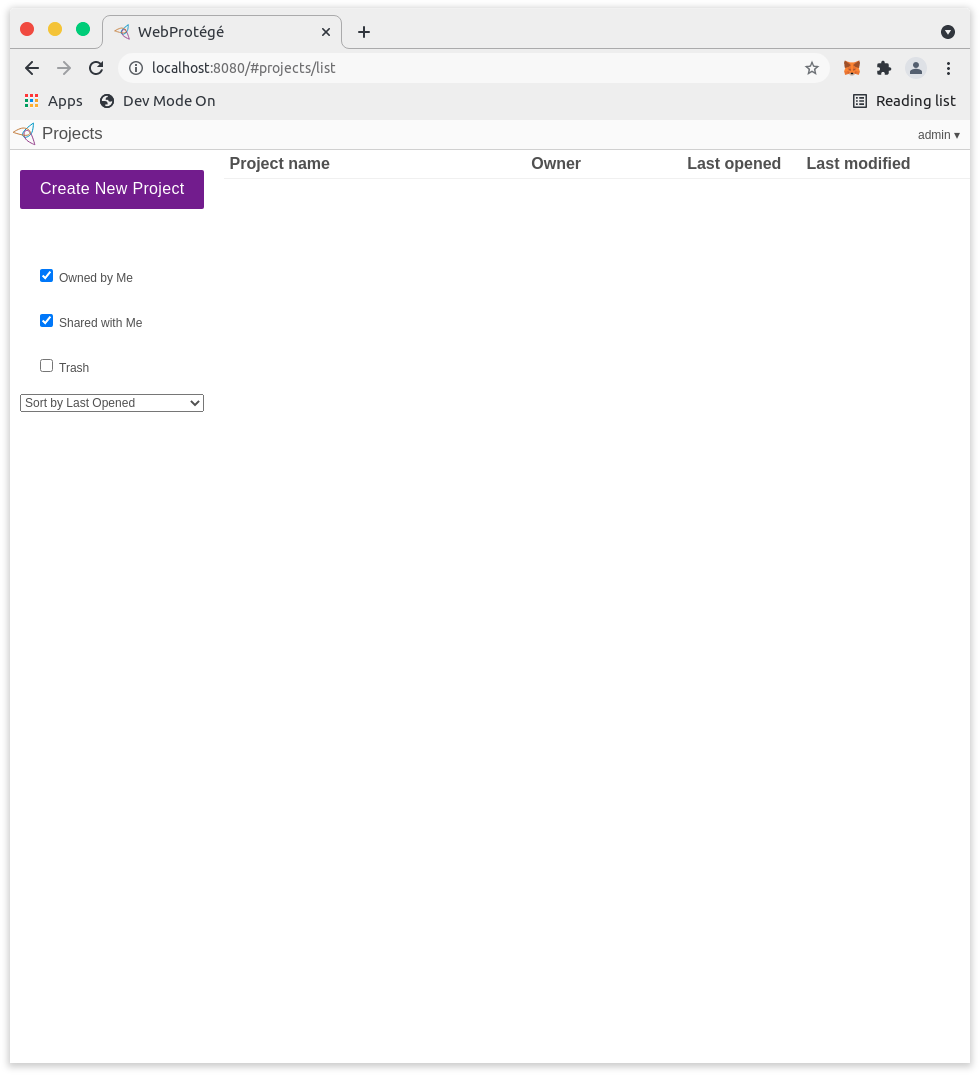 WebProtégé
localhost:8080/#projects/list
Apps Dev Mode On Reading list
Projects admin ▾
Project name Owner Last opened Last modified
Create New Project
Owned by Me
Shared with Me
Trash
Sort by Last Opened